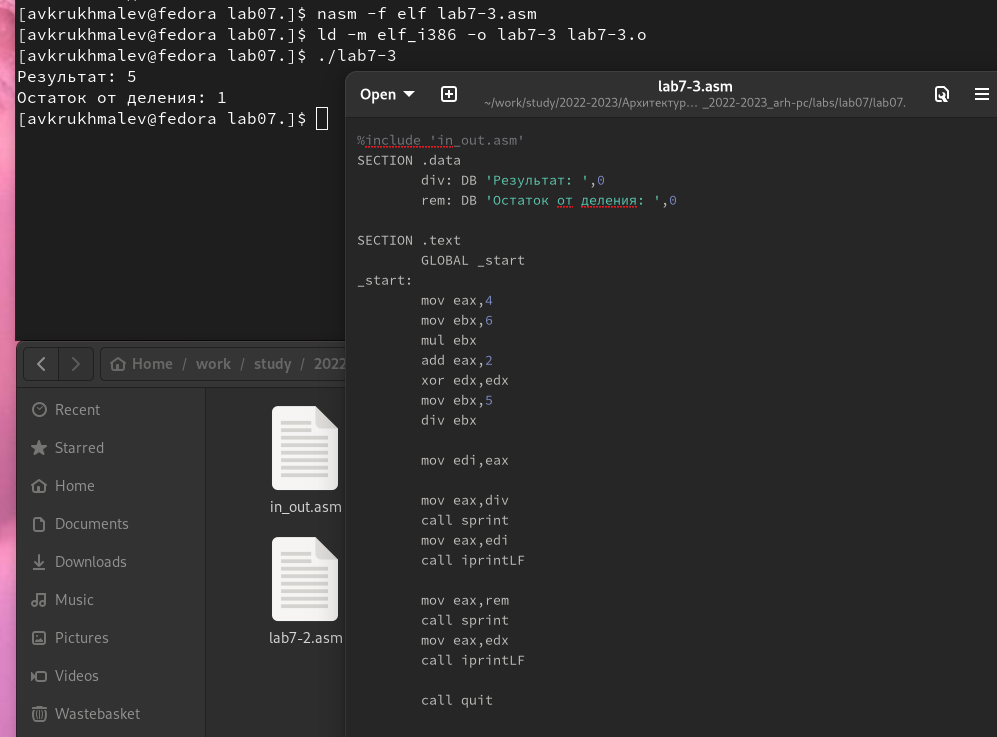 [avkrukhmalev@fedora lab07.]$ nasm -f elf lab7-3.asm
[avkrukhmalev@fedora lab07.]$ ld -m elf_i386 -o lab7-3 lab7-3.o
[avkrukhmalev@fedora lab07.]$ ./lab7-3
Результат: 5
Остаток от деления: 1
[avkrukhmalev@fedora lab07.]$
Open
lab7-3.asm
~/work/study/2022-2023/Архитектур… _2022-2023_arh-pc/labs/lab07/lab07.
%include 'in_out.asm'
SECTION .data
div: DB 'Результат: ',0
rem: DB 'Остаток от деления: ',0
SECTION .text
GLOBAL _start
_start:
mov eax,4
mov ebx,6
mul ebx
add eax,2
xor edx,edx
mov ebx,5
div ebx
mov edi,eax
mov eax,div
call sprint
mov eax,edi
call iprintLF
mov eax,rem
call sprint
mov eax,edx
call iprintLF
call quit
Home / work / study / 2022
Recent
Starred
Home
Documents
Downloads
Music
Pictures
Videos
Wastebasket
in_out.asm
lab7-2.asm